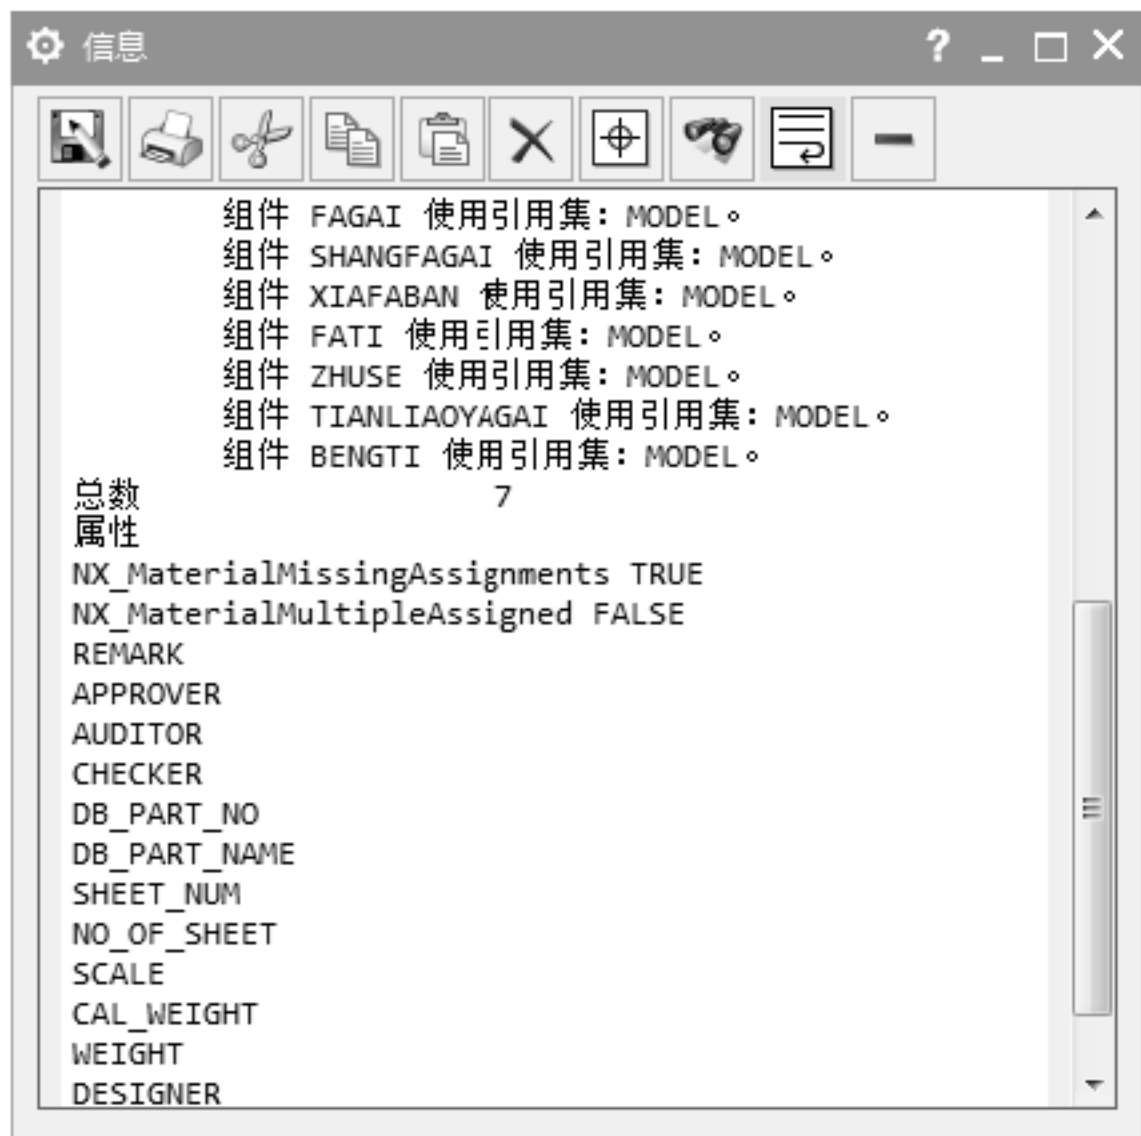 信息
组件 FAGAI 使用引用集: MODEL。
组件 SHANGFAGAI 使用引用集: MODEL。
组件 XIAFABAN 使用引用集: MODEL。
组件 FATI 使用引用集: MODEL。
组件 ZHUSE 使用引用集: MODEL。
组件 TIANLIAOYAGAI 使用引用集: MODEL。
组件 BENGTI 使用引用集: MODEL。
总数 7
属性
NX_MaterialMissingAssignments TRUE
NX_MaterialMultipleAssigned FALSE
REMARK
APPROVER
AUDITOR
CHECKER
DB_PART_NO
DB_PART_NAME
SHEET_NUM
NO_OF_SHEET
SCALE
CAL_WEIGHT
WEIGHT
DESIGNER